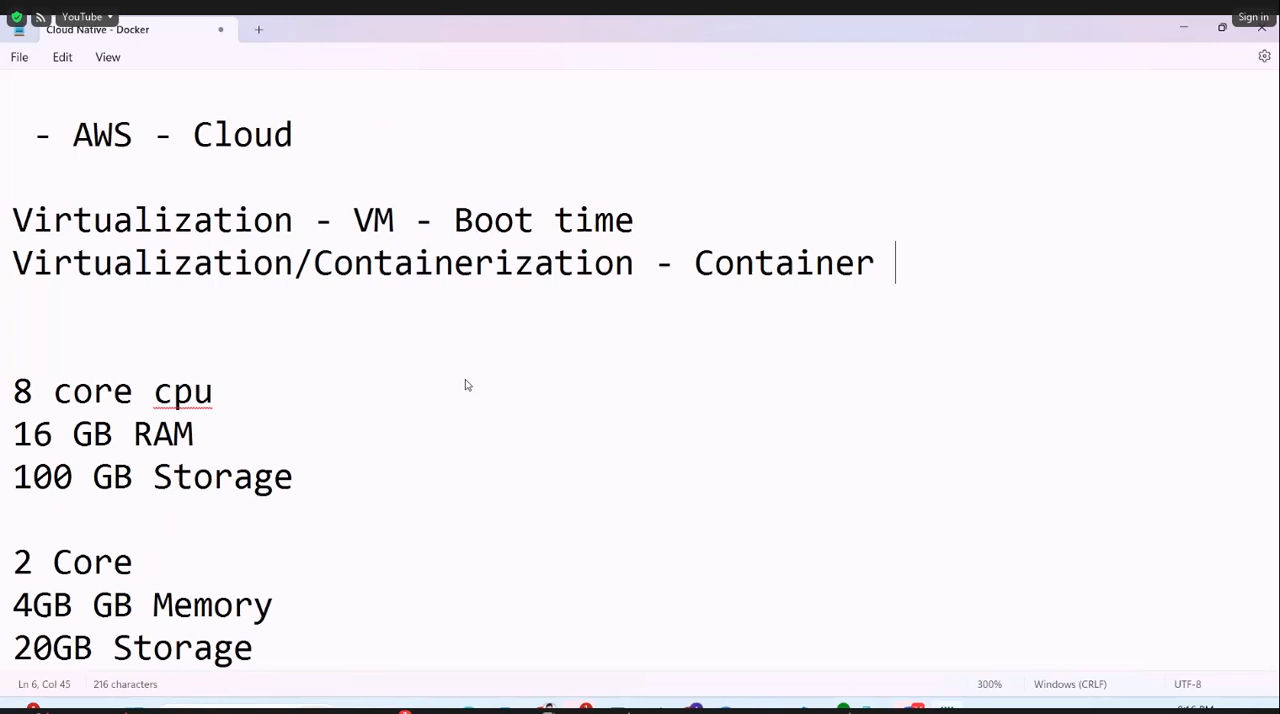 YouTube
Sign in
Cloud Native - Docker
File Edit View
- AWS - Cloud
Virtualization - VM - Boot time
Virtualization/Containerization - Container
8 core cpu
16 GB RAM
100 GB Storage
2 Core
4GB GB Memory
20GB Storage
Ln 6, Col 45 216 characters 300% Windows (CRLF) UTF-8